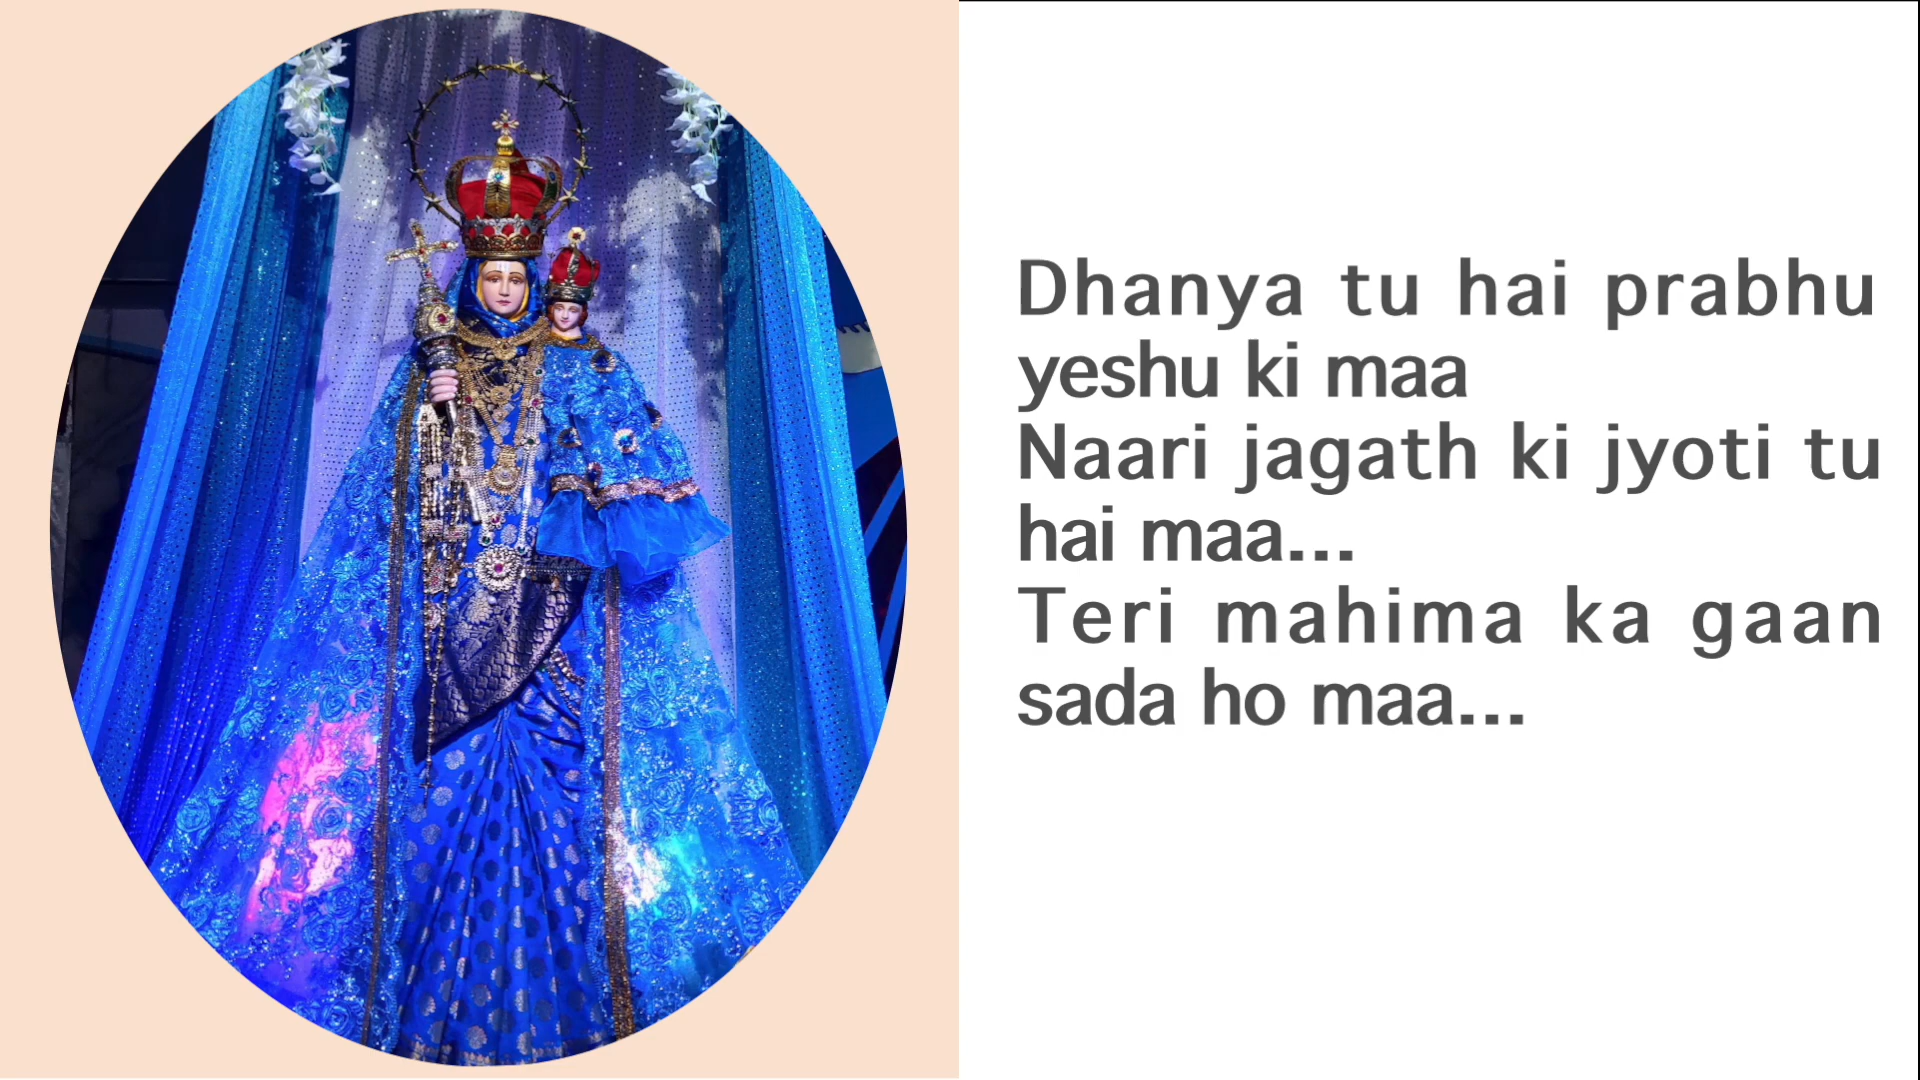 Dhanya tu hai prabhu
yeshu ki maa
Naari jagath ki jyoti tu
hai maa...
Teri mahima ka gaan
sada ho maa...